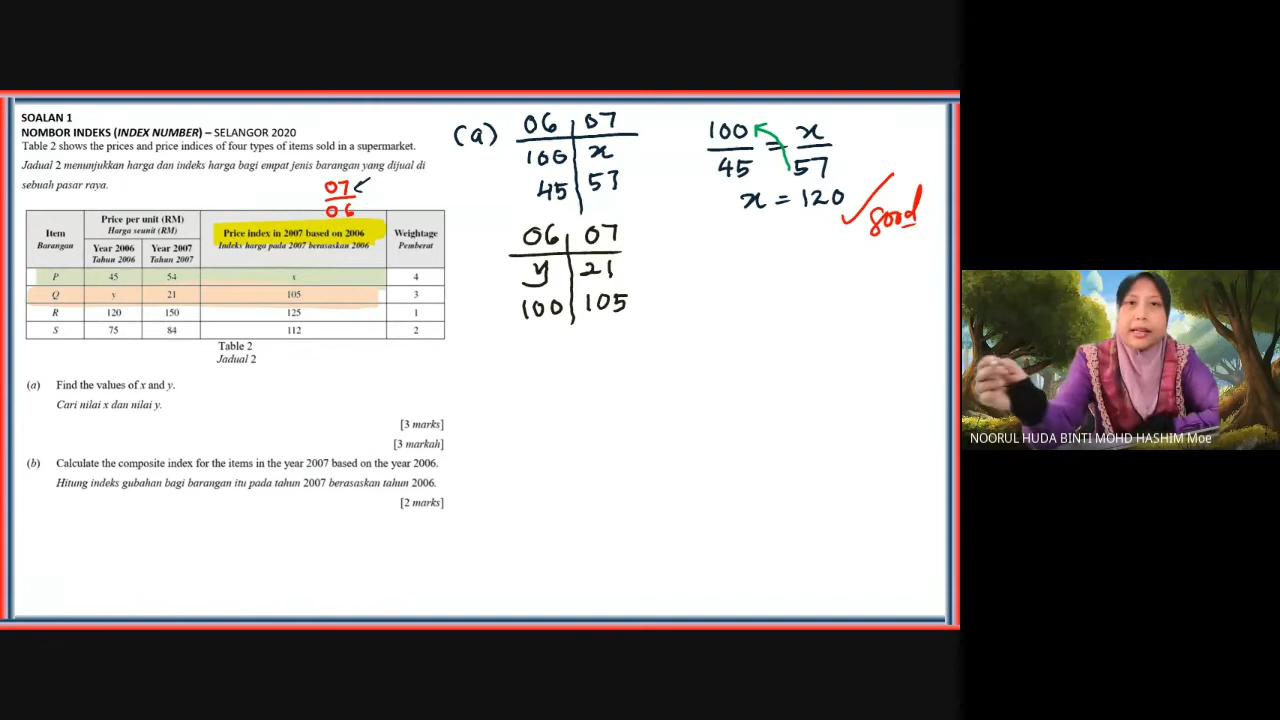 SOALAN 1
NOMBOR INDEKS (INDEX NUMBER) – SELANGOR 2020
Table 2 shows the prices and price indices of four types of items sold in a supermarket.
Jadual 2 menunjukkan harga dan indeks harga bagi empat jenis barangan yang dijual di
sebuah pasar raya.
07
06
Item Price per unit (RM) Price index in 2007 based on 2006 Weightage
Barangan Harga seunit (RM) Indeks harga pada 2007 berasaskan 2006 Pemberat
Year 2006 Year 2007
Tahun 2006 Tahun 2007
P 45 54 x 4
Q y 21 105 3
R 120 150 125 1
S 75 84 112 2
Table 2
Jadual 2
(a) Find the values of x and y.
Cari nilai x dan nilai y.
[3 marks]
[3 markah]
(b) Calculate the composite index for the items in the year 2007 based on the year 2006.
Hitung indeks gubahan bagi barangan itu pada tahun 2007 berasaskan tahun 2006.
[2 marks]
(a) 06 07
100 x
45 53
06 07
y 21
100 105
100 = x
45 57
x = 120
good
NOORUL HUDA BINTI MOHD HASHIM Moe